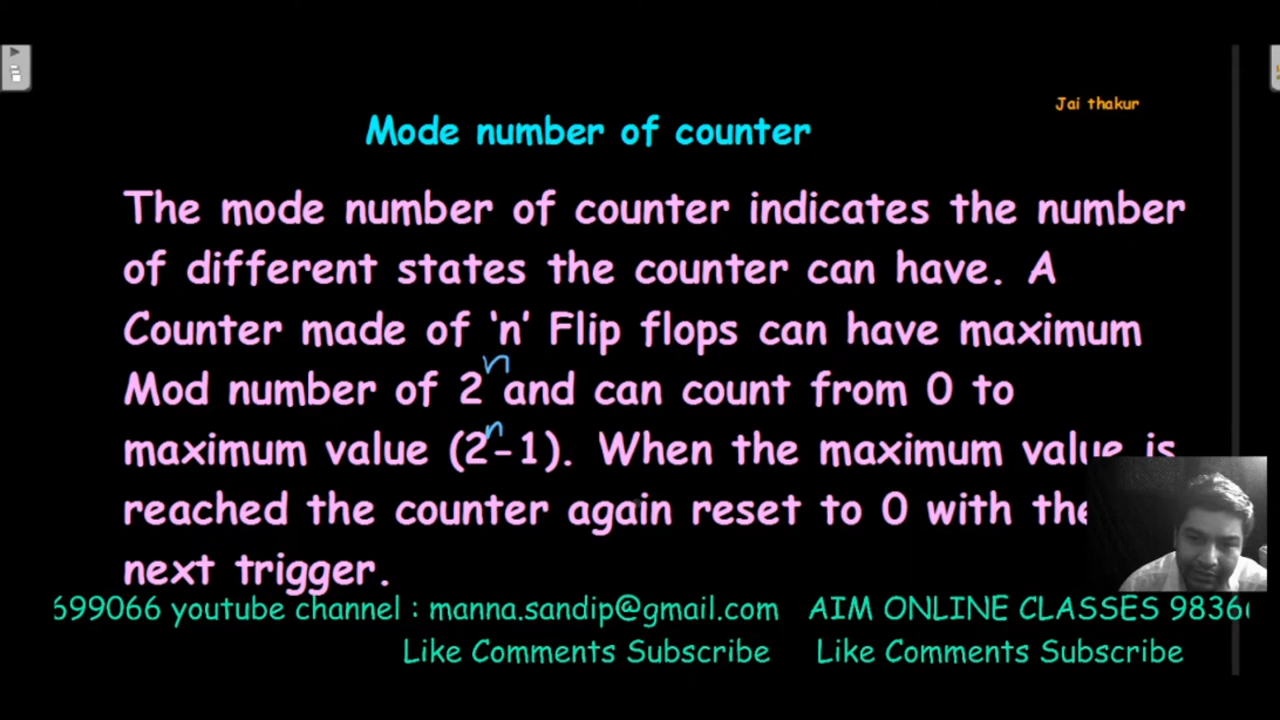 Jai thakur
Mode number of counter
The mode number of counter indicates the number
of different states the counter can have. A
Counter made of ‘n’ Flip flops can have maximum
Mod number of 2ⁿ and can count from 0 to
maximum value (2ⁿ-1). When the maximum value is
reached the counter again reset to 0 with the
next trigger.
699066 youtube channel : manna.sandip@gmail.com AIM ONLINE CLASSES 9836
Like Comments Subscribe Like Comments Subscribe